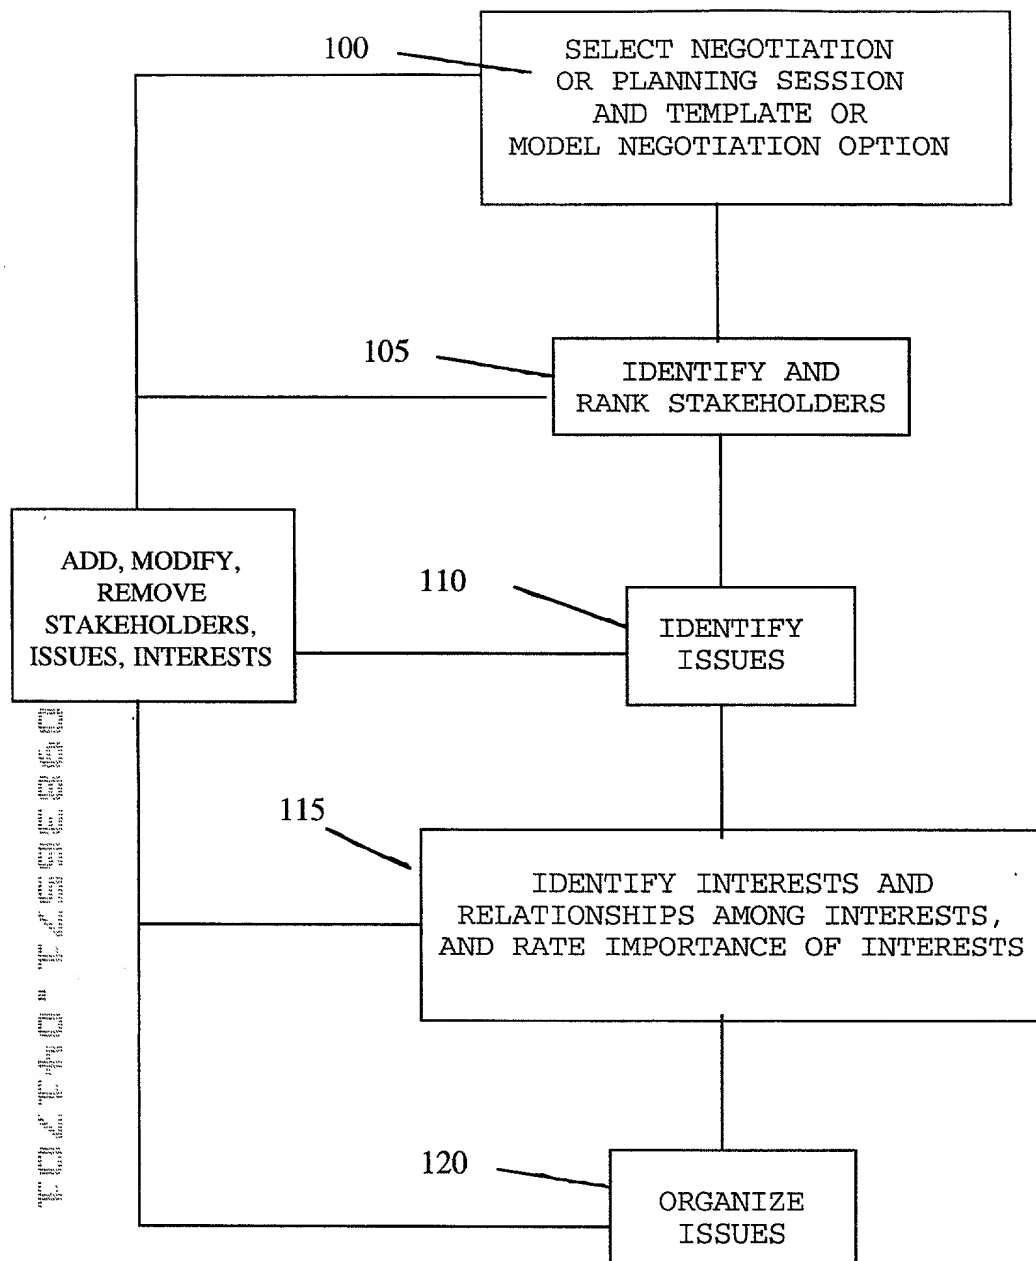 100
SELECT NEGOTIATION
OR PLANNING SESSION
AND TEMPLATE OR
MODEL NEGOTIATION OPTION
105
IDENTIFY AND
RANK STAKEHOLDERS
ADD, MODIFY,
REMOVE
STAKEHOLDERS,
ISSUES, INTERESTS
110
IDENTIFY
ISSUES
115
IDENTIFY INTERESTS AND
RELATIONSHIPS AMONG INTERESTS,
AND RATE IMPORTANCE OF INTERESTS
120
ORGANIZE
ISSUES